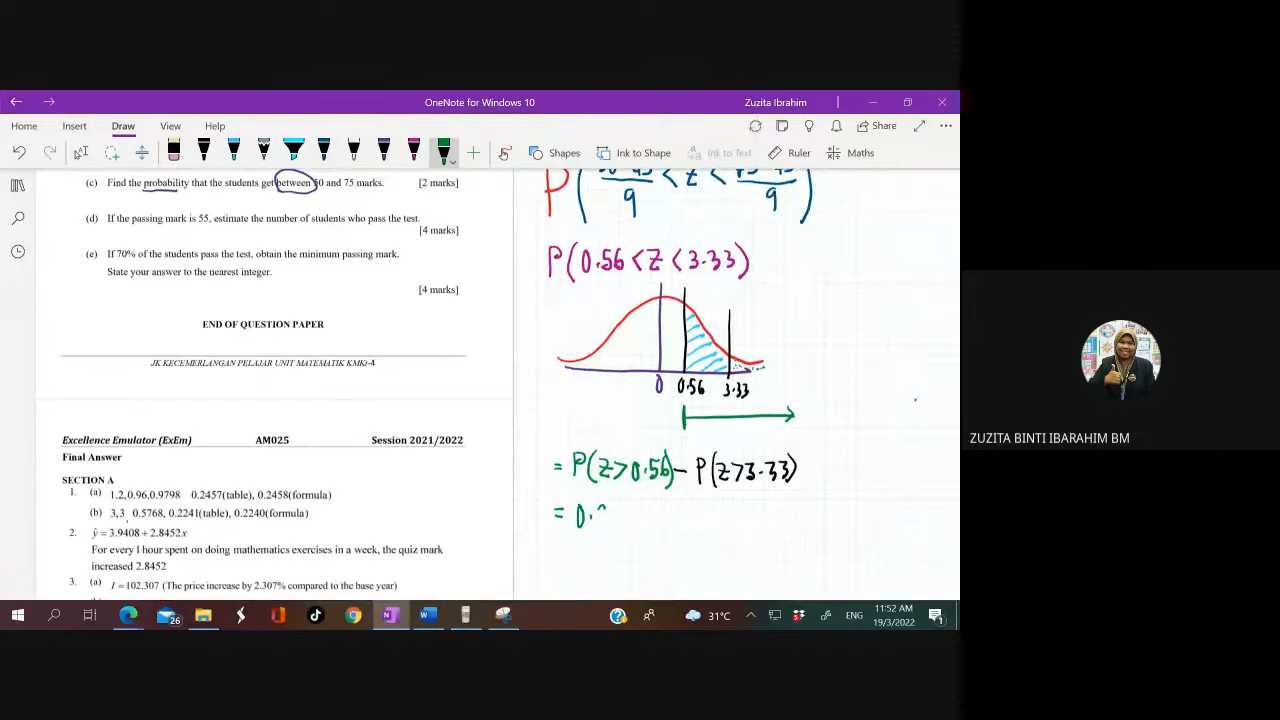 OneNote for Windows 10
Zuzita Ibrahim
Home Insert Draw View Help
Share
Shapes Ink to Shape Ink to Text Ruler Maths
(c) Find the probability that the students get between 50 and 75 marks. [2 marks]
(d) If the passing mark is 55, estimate the number of students who pass the test.
[4 marks]
(e) If 70% of the students pass the test, obtain the minimum passing mark.
State your answer to the nearest integer.
[4 marks]
END OF QUESTION PAPER
JK KECEMERLANGAN PELAJAR UNIT MATEMATIK KMKJ-4
Excellence Emulator (ExEm) AM025 Session 2021/2022
Final Answer
SECTION A
1. (a) 1.2,0.96,0.9798 0.2457(table), 0.2458(formula)
(b) 3,3 0.5768, 0.2241(table), 0.2240(formula)
2. ŷ = 3.9408 + 2.8452x
For every 1 hour spent on doing mathematics exercises in a week, the quiz mark
increased 2.8452
3. (a) I = 102.307 (The price increase by 2.307% compared to the base year)
P( 9 < z < 9 )
P(0.56 < z < 3.33)
0 0.56 3.33
= P(z>0.56) - P(z>3.33)
= 0.
ZUZITA BINTI IBARAHIM BM
26
31°C
ENG
11:52 AM
19/3/2022